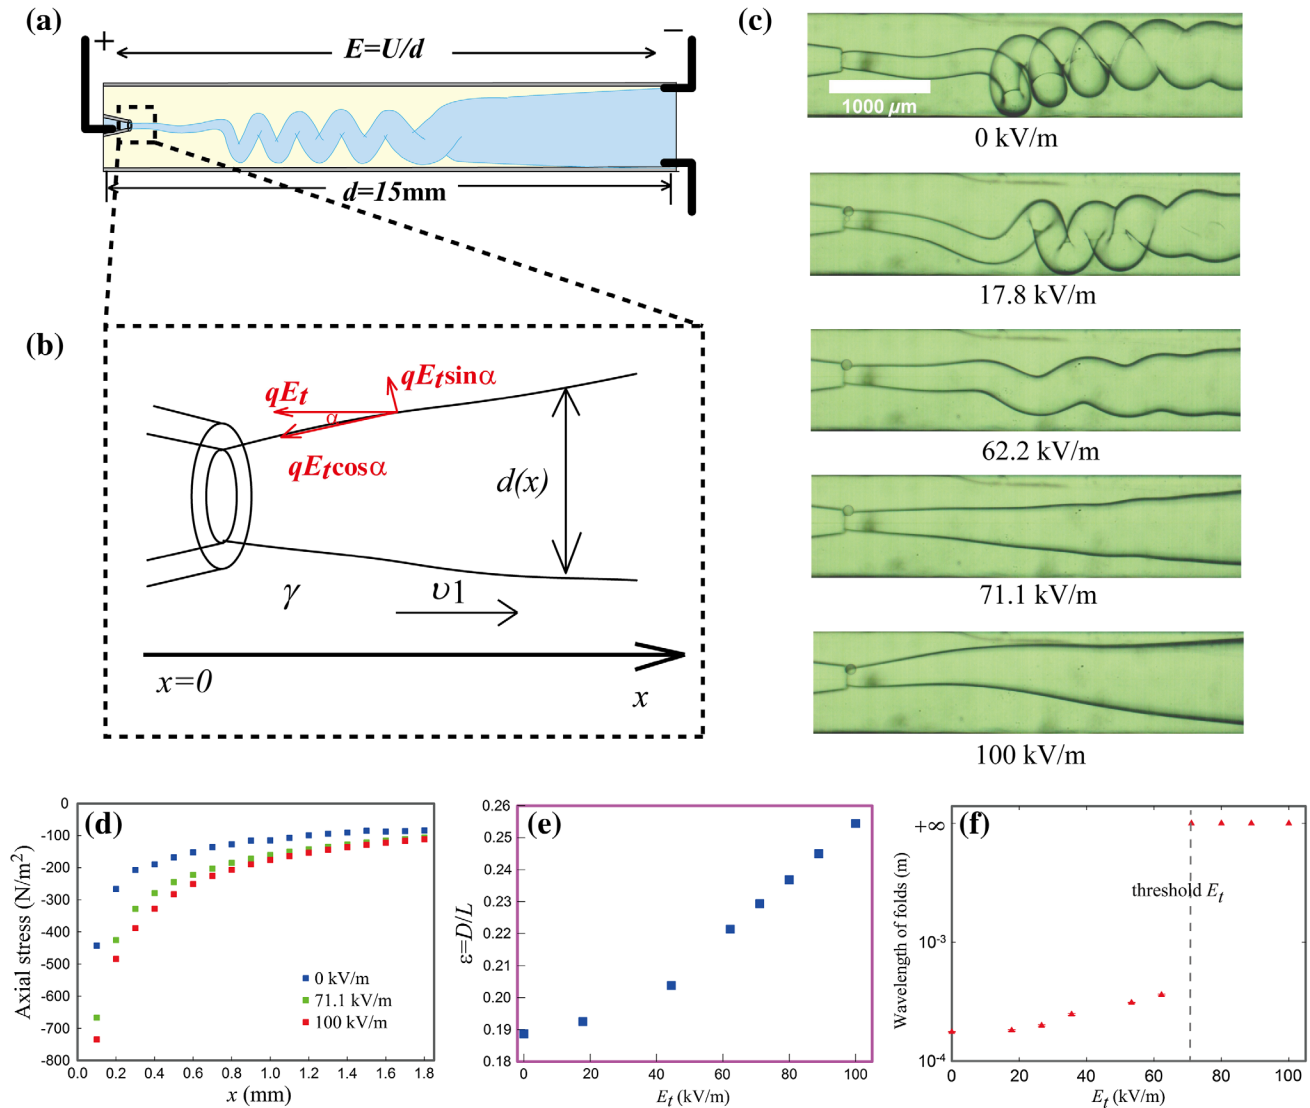 (a)
+
−
E=U/d
d=15mm
(b)
qEt
qEtsinα
α
qEtcosα
d(x)
γ
υ1
x=0
x
(c)
1000 µm
0 kV/m
17.8 kV/m
62.2 kV/m
71.1 kV/m
100 kV/m
(d)
Axial stress (N/m²)
0
-100
-200
-300
-400
-500
-600
-700
-800
0 kV/m
71.1 kV/m
100 kV/m
0.0 0.2 0.4 0.6 0.8 1.0 1.2 1.4 1.6 1.8
x (mm)
(e)
ε=D/L
0.26
0.25
0.24
0.23
0.22
0.21
0.20
0.19
0.18
0 20 40 60 80 100
Et (kV/m)
(f)
Wavelength of folds (m)
+∞
10⁻³
10⁻⁴
threshold Et
0 20 40 60 80 100
Et (kV/m)